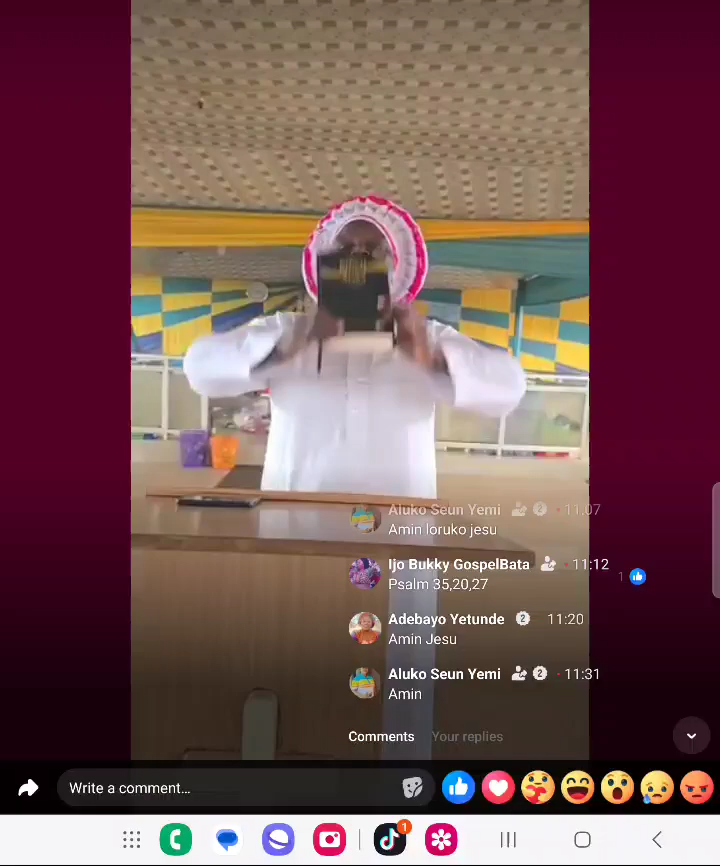 Aluko Seun Yemi 2 • 11:07
Amin loruko jesu
Ijo Bukky GospelBata • 11:12
Psalm 35,20,27
1
Adebayo Yetunde 2 11:20
Amin Jesu
Aluko Seun Yemi 2 • 11:31
Amin
Comments Your replies
Write a comment...
1